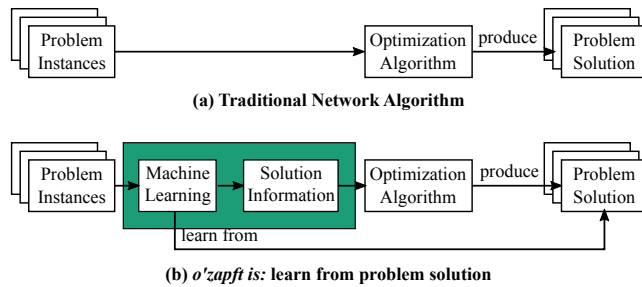 Problem
Instances
Optimization
Algorithm
produce
Problem
Solution
(a) Traditional Network Algorithm
Problem
Instances
Machine
Learning
Solution
Information
Optimization
Algorithm
produce
Problem
Solution
learn from
(b) o'zapft is: learn from problem solution